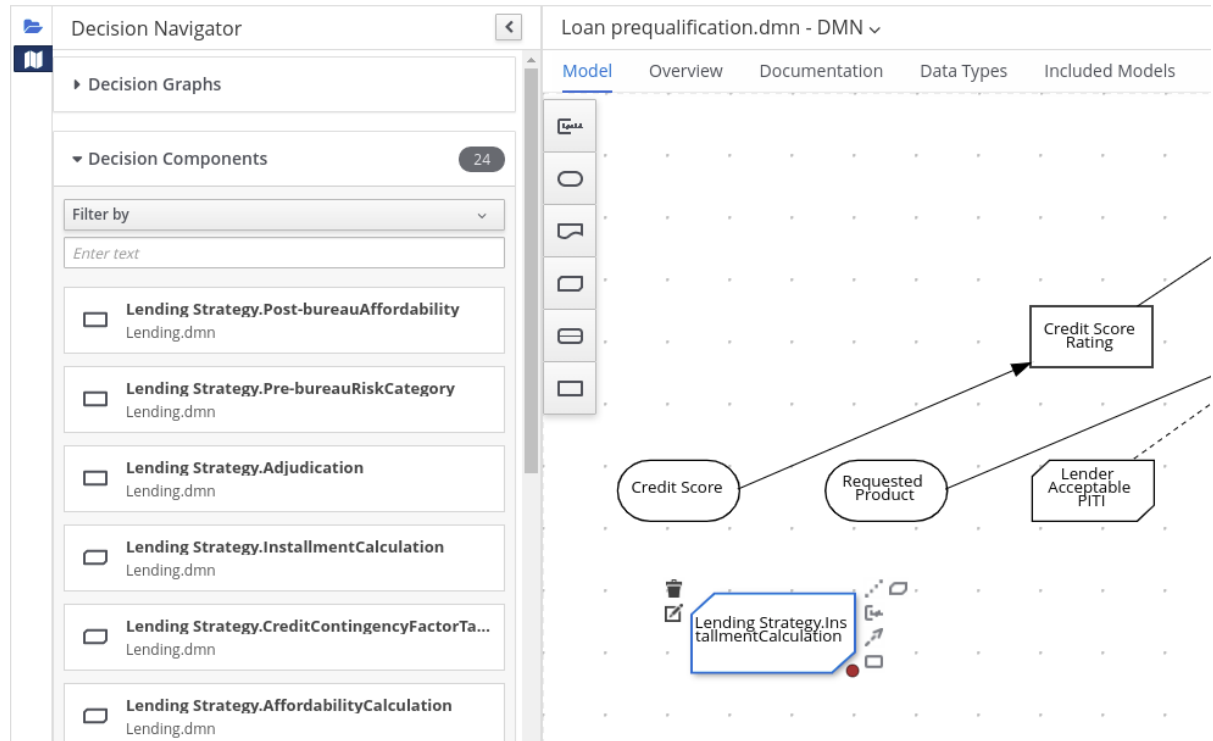 Decision Navigator
Decision Graphs
Decision Components
24
Filter by
Enter text
Lending Strategy.Post-bureauAffordability
Lending.dmn
Lending Strategy.Pre-bureauRiskCategory
Lending.dmn
Lending Strategy.Adjudication
Lending.dmn
Lending Strategy.InstallmentCalculation
Lending.dmn
Lending Strategy.CreditContingencyFactorTa...
Lending.dmn
Lending Strategy.AffordabilityCalculation
Lending.dmn
Loan prequalification.dmn - DMN
Model Overview Documentation Data Types Included Models
Credit Score
Rating
Credit Score
Requested
Product
Lender
Acceptable
PITI
Lending Strategy.Ins
tallmentCalculation